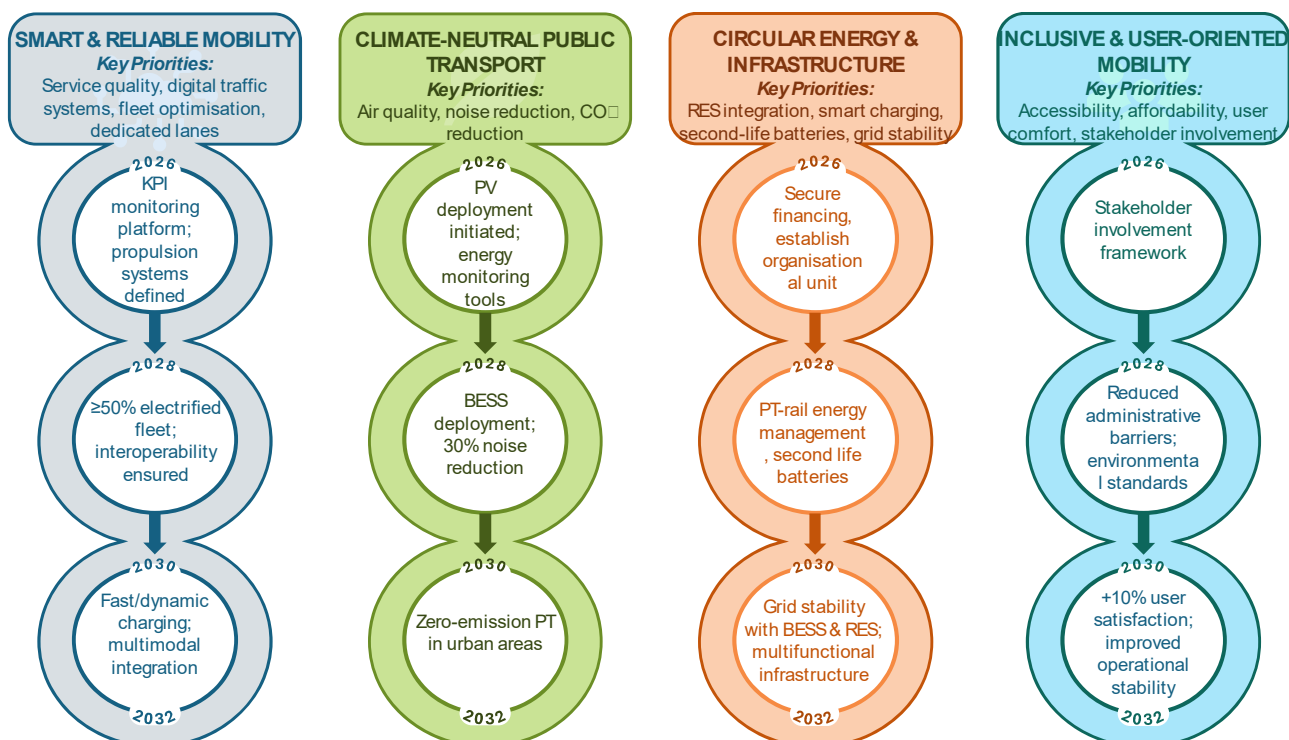 SMART & RELIABLE MOBILITY
Key Priorities:
Service quality, digital traffic
systems, fleet optimisation,
dedicated lanes
2026
KPI
monitoring
platform;
propulsion
systems
defined
2028
≥50% electrified
fleet;
interoperability
ensured
2030
Fast/dynamic
charging;
multimodal
integration
2032
CLIMATE-NEUTRAL PUBLIC
TRANSPORT
Key Priorities:
Air quality, noise reduction, CO□
reduction
2026
PV
deployment
initiated;
energy
monitoring
tools
2028
BESS
deployment;
30% noise
reduction
2030
Zero-emission PT
in urban areas
2032
CIRCULAR ENERGY &
INFRASTRUCTURE
Key Priorities:
RES integration, smart charging,
second-life batteries, grid stability
2026
Secure
financing,
establish
organisation
al unit
2028
PT-rail energy
management
, second life
batteries
2030
Grid stability
with BESS & RES;
multifunctional
infrastructure
2032
INCLUSIVE & USER-ORIENTED
MOBILITY
Key Priorities:
Accessibility, affordability, user
comfort, stakeholder involvement
2026
Stakeholder
involvement
framework
2028
Reduced
administrative
barriers;
environmenta
l standards
2030
+10% user
satisfaction;
improved
operational
stability
2032